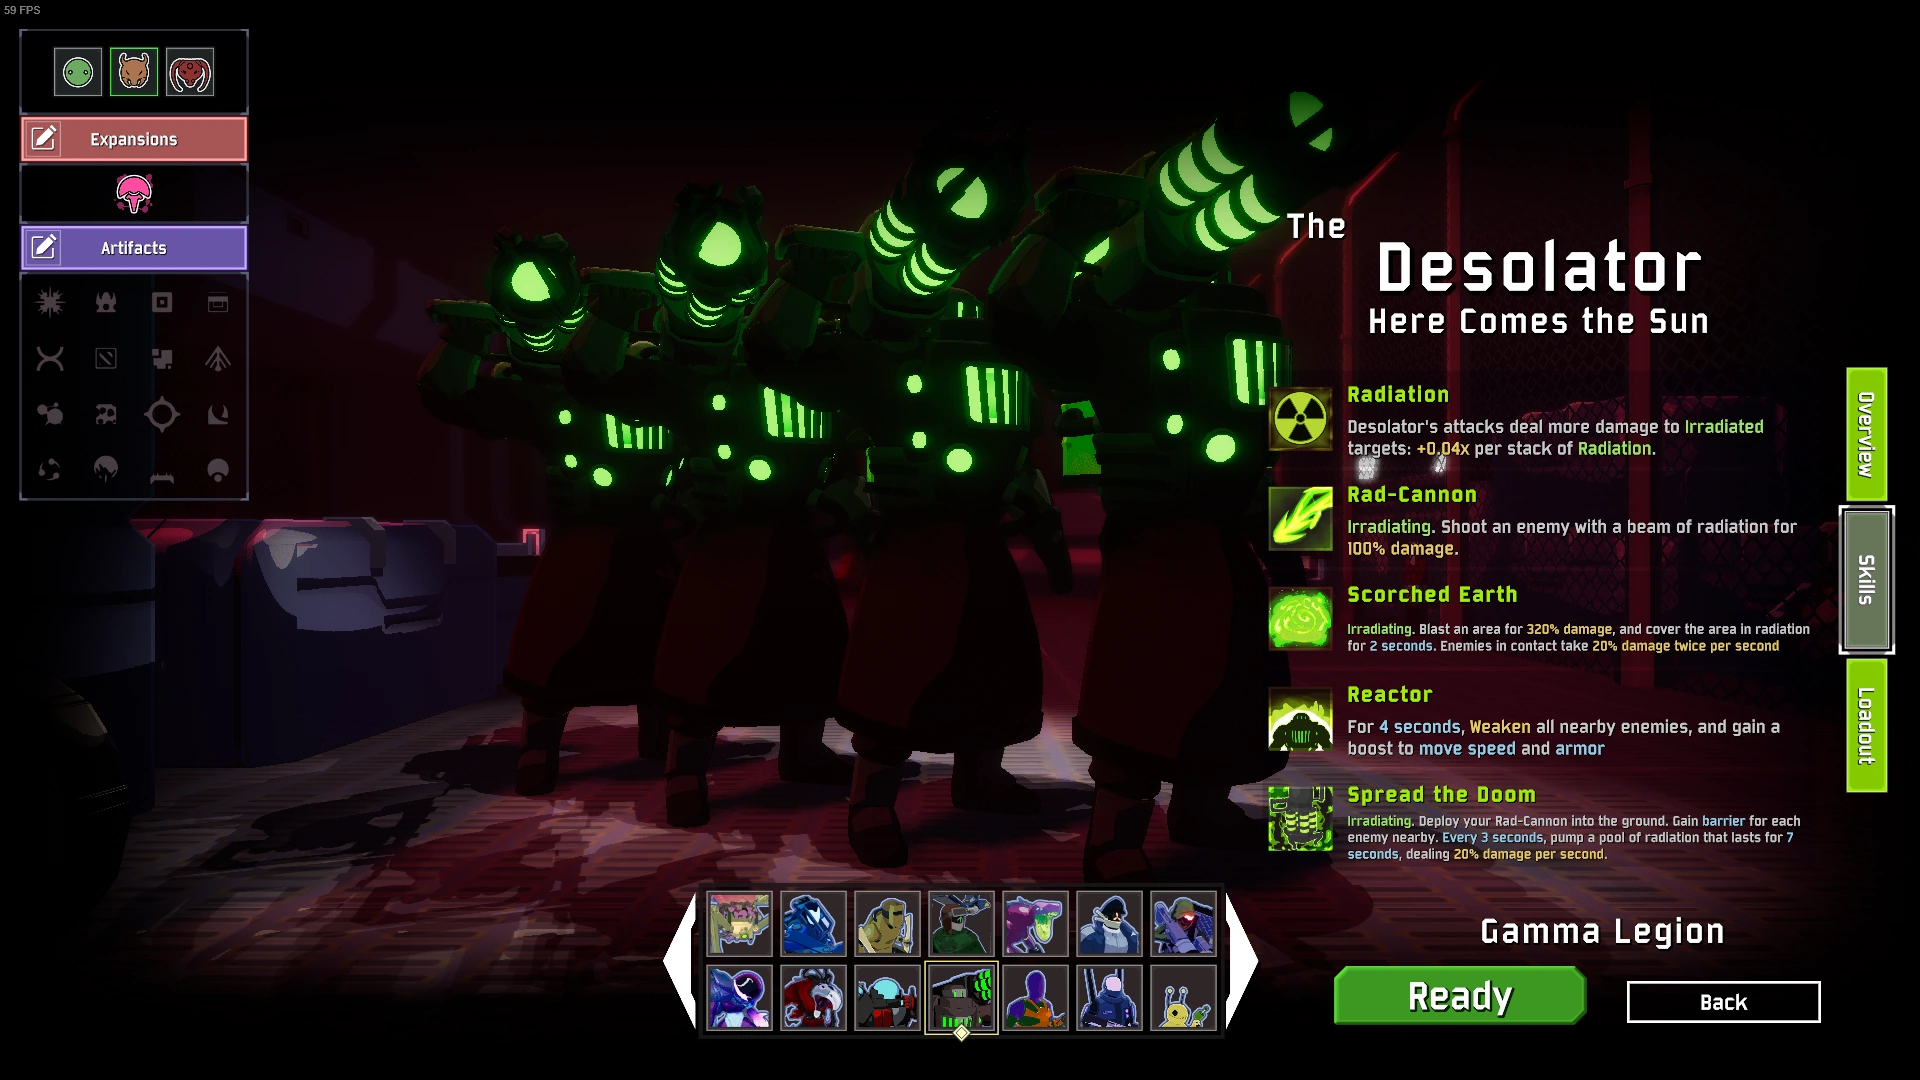 59 FPS
Expansions
Artifacts
The
Desolator
Here Comes the Sun
Radiation
Desolator's attacks deal more damage to Irradiated
targets: +0.04x per stack of Radiation.
Rad-Cannon
Irradiating. Shoot an enemy with a beam of radiation for
100% damage.
Scorched Earth
Irradiating. Blast an area for 320% damage, and cover the area in radiation
for 2 seconds. Enemies in contact take 20% damage twice per second
Reactor
For 4 seconds, Weaken all nearby enemies, and gain a
boost to move speed and armor
Spread the Doom
Irradiating. Deploy your Rad-Cannon into the ground. Gain barrier for each
enemy nearby. Every 3 seconds, pump a pool of radiation that lasts for 7
seconds, dealing 20% damage per second.
Overview
Skills
Loadout
Gamma Legion
Ready
Back